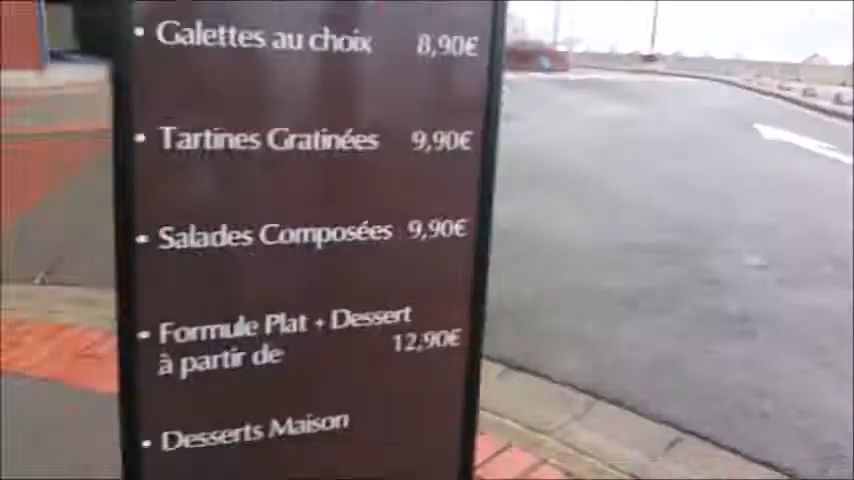 • Galettes au choix 8,90€
• Tartines Gratinées 9,90€
• Salades Composées 9,90€
• Formule Plat + Dessert
à partir de 12,90€
• Desserts Maison